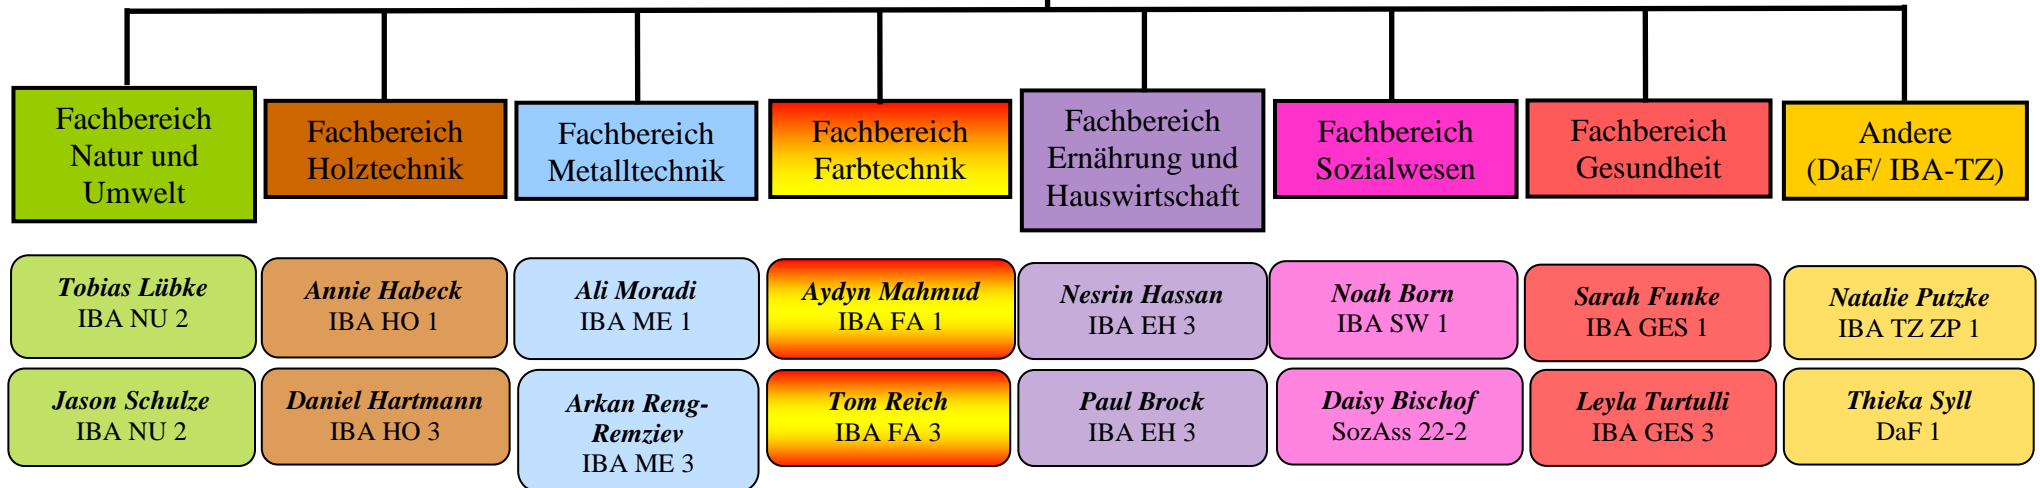 Fachbereich
Natur und
Umwelt
Fachbereich
Holztechnik
Fachbereich
Metalltechnik
Fachbereich
Farbtechnik
Fachbereich
Ernährung und
Hauswirtschaft
Fachbereich
Sozialwesen
Fachbereich
Gesundheit
Andere
(DaF/ IBA-TZ)
Tobias Lübke
IBA NU 2
Annie Habeck
IBA HO 1
Ali Moradi
IBA ME 1
Aydyn Mahmud
IBA FA 1
Nesrin Hassan
IBA EH 3
Noah Born
IBA SW 1
Sarah Funke
IBA GES 1
Natalie Putzke
IBA TZ ZP 1
Jason Schulze
IBA NU 2
Daniel Hartmann
IBA HO 3
Arkan Reng-
Remziev
IBA ME 3
Tom Reich
IBA FA 3
Paul Brock
IBA EH 3
Daisy Bischof
SozAss 22-2
Leyla Turtulli
IBA GES 3
Thieka Syll
DaF 1